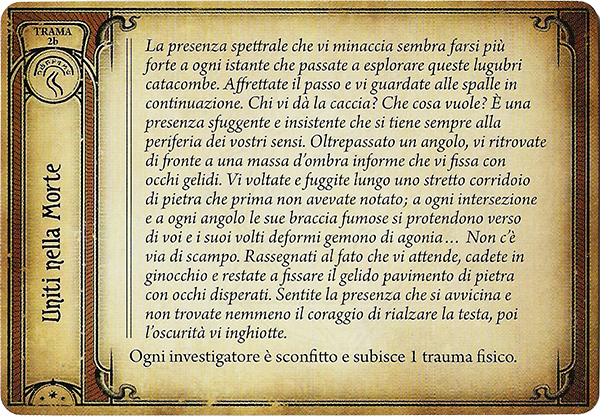 TRAMA
2b
Uniti nella Morte
La presenza spettrale che vi minaccia sembra farsi più
forte a ogni istante che passate a esplorare queste lugubri
catacombe. Affrettate il passo e vi guardate alle spalle in
continuazione. Chi vi dà la caccia? Che cosa vuole? È una
presenza sfuggente e insistente che si tiene sempre alla
periferia dei vostri sensi. Oltrepassato un angolo, vi ritrovate
di fronte a una massa d'ombra informe che vi fissa con
occhi gelidi. Vi voltate e fuggite lungo uno stretto corridoio
di pietra che prima non avevate notato; a ogni intersezione
e a ogni angolo le sue braccia fumose si protendono verso
di voi e i suoi volti deformi gemono di agonia… Non c'è
via di scampo. Rassegnati al fato che vi attende, cadete in
ginocchio e restate a fissare il gelido pavimento di pietra
con occhi disperati. Sentite la presenza che si avvicina e
non trovate nemmeno il coraggio di rialzare la testa, poi
l'oscurità vi inghiotte.
Ogni investigatore è sconfitto e subisce 1 trauma fisico.